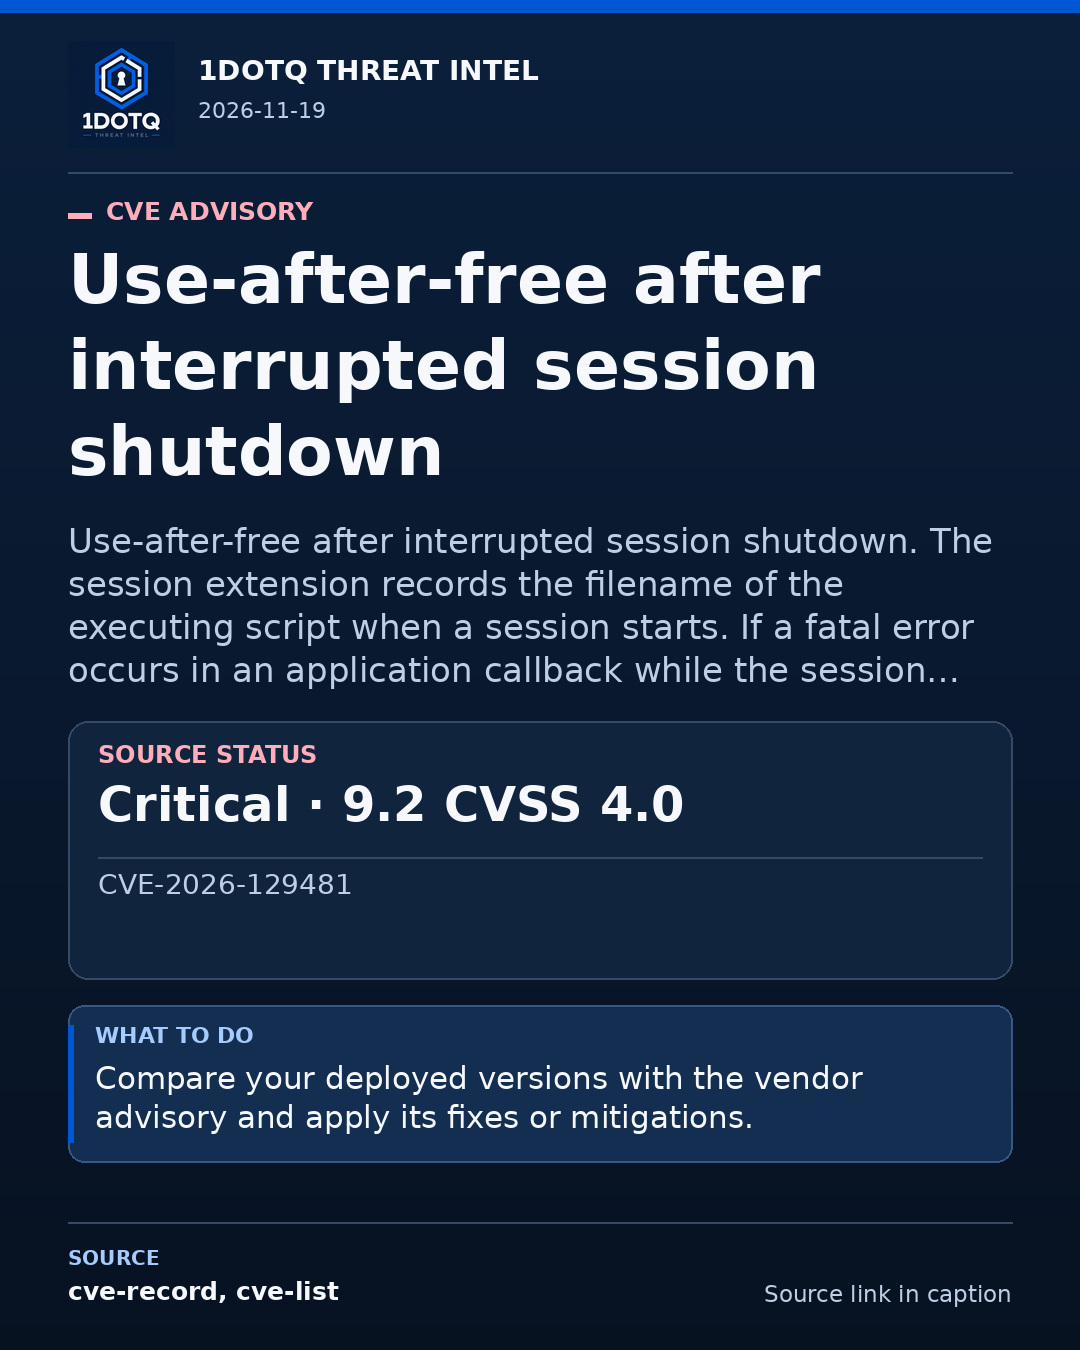 1DOTQ
THREAT INTEL
1DOTQ THREAT INTEL
2026-11-19
CVE ADVISORY
Use-after-free after
interrupted session
shutdown
Use-after-free after interrupted session shutdown. The
session extension records the filename of the
executing script when a session starts. If a fatal error
occurs in an application callback while the session...
SOURCE STATUS
Critical · 9.2 CVSS 4.0
CVE-2026-129481
WHAT TO DO
Compare your deployed versions with the vendor
advisory and apply its fixes or mitigations.
SOURCE
cve-record, cve-list
Source link in caption